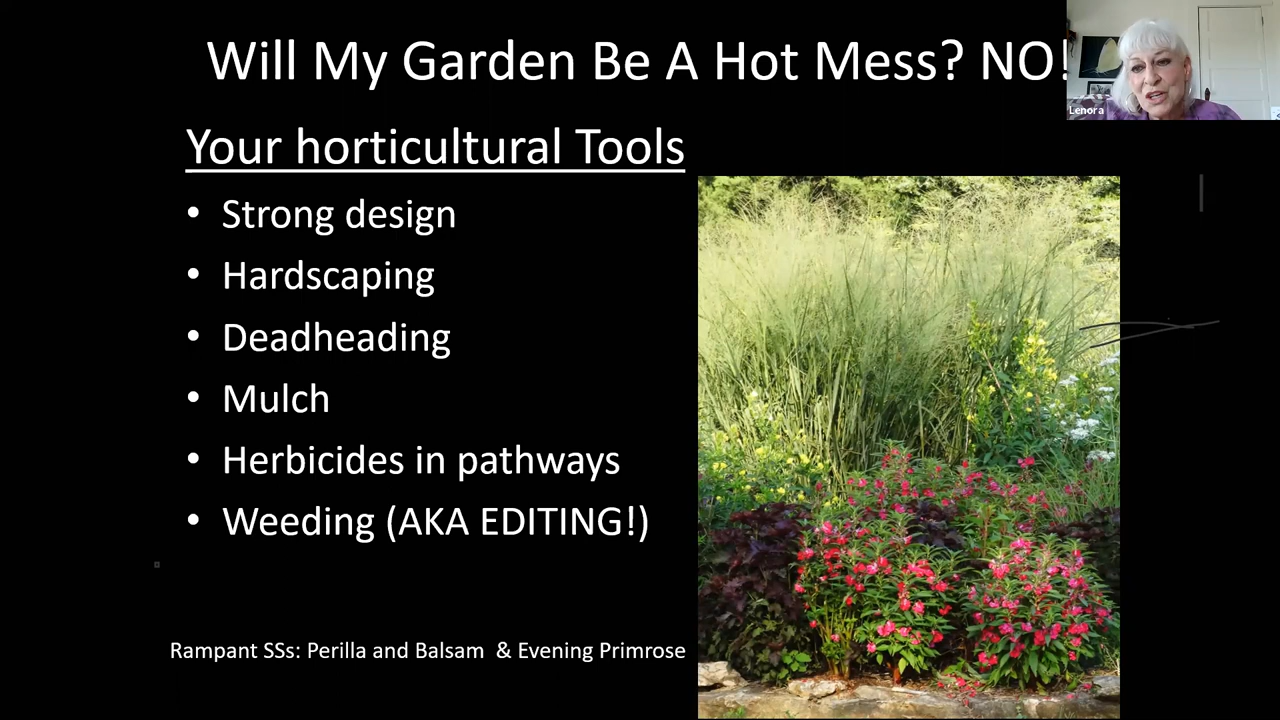 Will My Garden Be A Hot Mess? NO!
Lenora
Your horticultural Tools
• Strong design
• Hardscaping
• Deadheading
• Mulch
• Herbicides in pathways
• Weeding (AKA EDITING!)
Rampant SSs: Perilla and Balsam & Evening Primrose